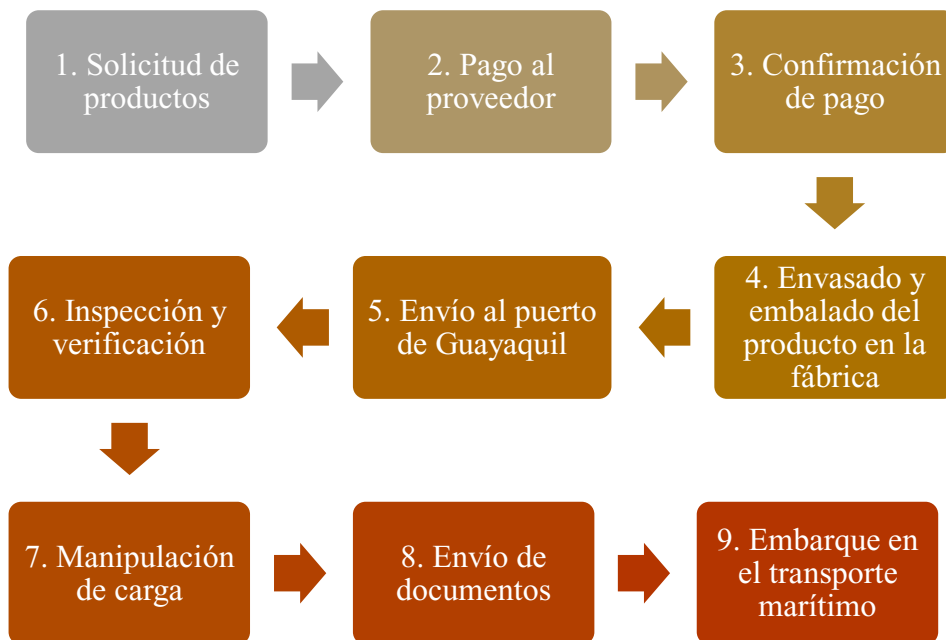 1. Solicitud de
productos
2. Pago al
proveedor
3. Confirmación
de pago
4. Envasado y
embalado del
producto en la
fábrica
5. Envío al puerto
de Guayaquil
6. Inspección y
verificación
7. Manipulación
de carga
8. Envío de
documentos
9. Embarque en
el transporte
marítimo